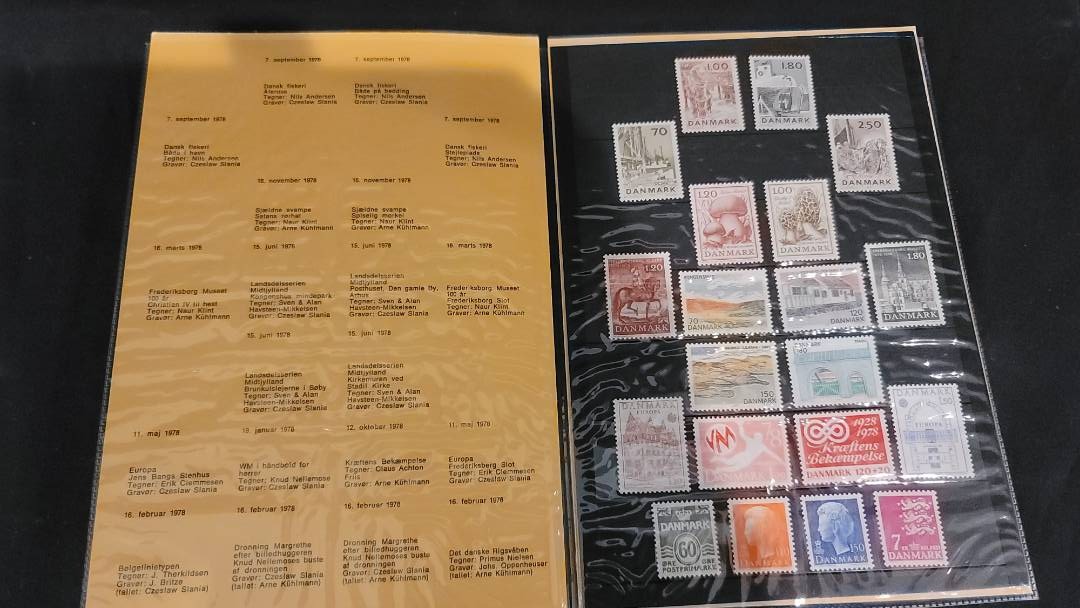 7. september 1978
7. september 1978
Dansk fiskeri
Ålerose
Tegner: Nils Andersen
Gravør: Czeslaw Slania
Dansk fiskeri
Både på bedding
Tegner: Nils Andersen
Gravør: Czeslaw Slania
7. september 1978
7. september 1978
Dansk fiskeri
Både i havn
Tegner: Nils Andersen
Gravør: Czeslaw Slania
Dansk fiskeri
Stejleplads
Tegner: Nils Andersen
Gravør: Czeslaw Slania
16. november 1978
16. november 1978
Sjældne svampe
Satans rørhat
Tegner: Naur Klint
Gravør: Arne Kühlmann
Sjældne svampe
Spiselig morkel
Tegner: Naur Klint
Gravør: Arne Kühlmann
16. marts 1978
15. juni 1978
15. juni 1978
16. marts 1978
Frederiksborg Museet
100 år
Christian IV til hest
Tegner: Naur Klint
Gravør: Arne Kühlmann
Landsdelsserien
Midtjylland
Kongenshus mindepark
Tegner: Sven & Alan
Havsteen-Mikkelsen
Gravør: Czeslaw Slania
Landsdelsserien
Midtjylland
Posthuset, Den gamle By,
Århus
Tegner: Sven & Alan
Havsteen-Mikkelsen
Gravør: Czeslaw Slania
Frederiksborg Museet
100 år
Frederiksborg Slot
Tegner: Naur Klint
Gravør: Arne Kühlmann
15. juni 1978
15. juni 1978
Landsdelsserien
Midtjylland
Brunkulslejerne i Søby
Tegner: Sven & Alan
Havsteen-Mikkelsen
Gravør: Czeslaw Slania
Landsdelsserien
Midtjylland
Kirkemuren ved
Stadil Kirke
Tegner: Sven & Alan
Havsteen-Mikkelsen
Gravør: Czeslaw Slania
11. maj 1978
19. januar 1978
12. oktober 1978
11. maj 1978
Europa
Jens Bangs Stenhus
Tegner: Erik Clemmesen
Gravør: Czeslaw Slania
WM i håndbold for
herrer
Tegner: Knud Nellemose
Gravør: Czeslaw Slania
Kræftens Bekæmpelse
Tegner: Claus Achton
Friis
Gravør: Arne Kühlmann
Europa
Frederiksborg Slot
Tegner: Erik Clemmesen
Gravør: Czeslaw Slania
16. februar 1978
16. februar 1978
16. februar 1978
16. februar 1978
Bølgelinietypen
Tegner: J. Therkildsen
Gravør: J. Britze
(tallet: Czeslaw Slania)
Dronning Margrethe
efter billedhuggeren
Knud Nellemoses buste
af dronningen
Gravør: Czeslaw Slania
(tallet: Arne Kühlmann)
Dronning Margrethe
efter billedhuggeren
Knud Nellemoses buste
af dronningen
Gravør: Czeslaw Slania
(tallet: Arne Kühlmann)
Det danske Rigsvåben
Tegner: Primus Nielsen
Gravør: Johs. Oppenheuser
(tallet: Arne Kühlmann)
1.00
DANMARK
1.80
DANMARK
70
DANMARK
2.50
DANMARK
1.20
DANMARK
1.00
DANMARK
1.20
DANMARK
70
DANMARK
120
DANMARK
1.80
DANMARK
150
DANMARK
180
DANMARK
EUROPA
VM
78
1928
1978
Kræftens
Bekæmpelse
DANMARK 120+20
EUROPA
DANMARK
60
ØRE ØRE
POSTFRIMÆRKE
150
7
DANMARK